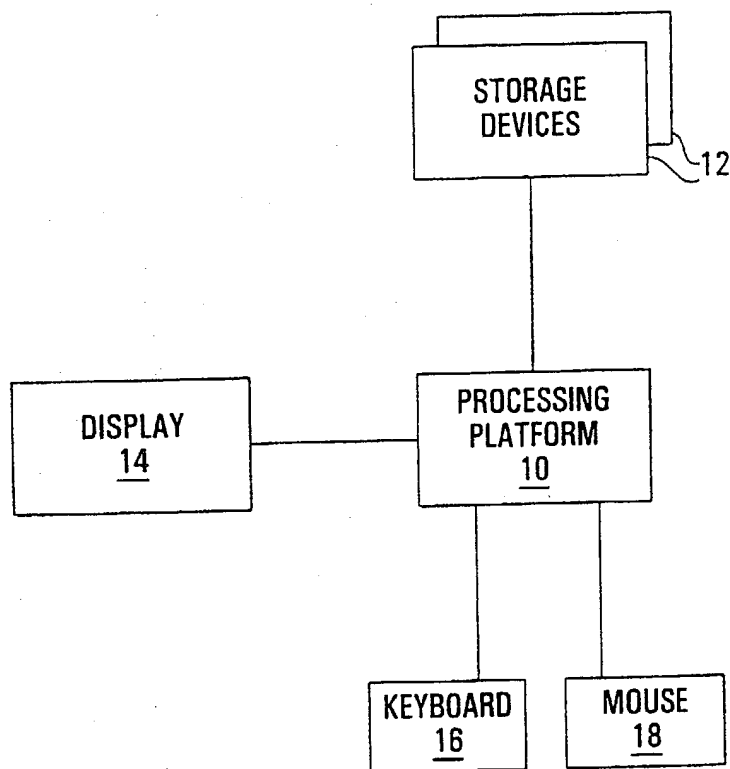 STORAGE
DEVICES
12
PROCESSING
PLATFORM
10
DISPLAY
14
KEYBOARD
16
MOUSE
18